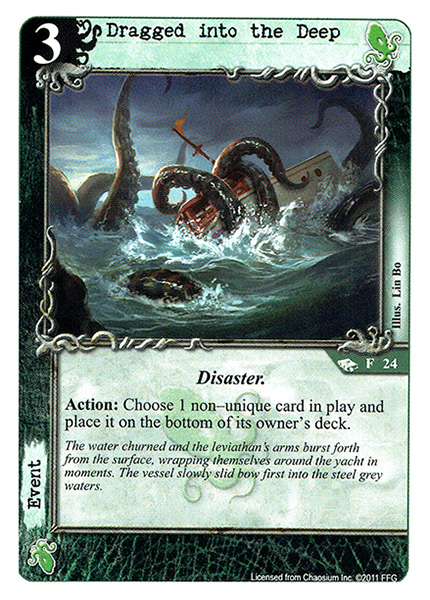 3
Dragged into the Deep
Illus. Lin Bo
F 24
Disaster.
Action: Choose 1 non–unique card in play and
place it on the bottom of its owner's deck.
The water churned and the leviathan's arms burst forth
from the surface, wrapping themselves around the yacht in
moments. The vessel slowly slid bow first into the steel grey
waters.
Event
Licensed from Chaosium Inc. ©2011 FFG